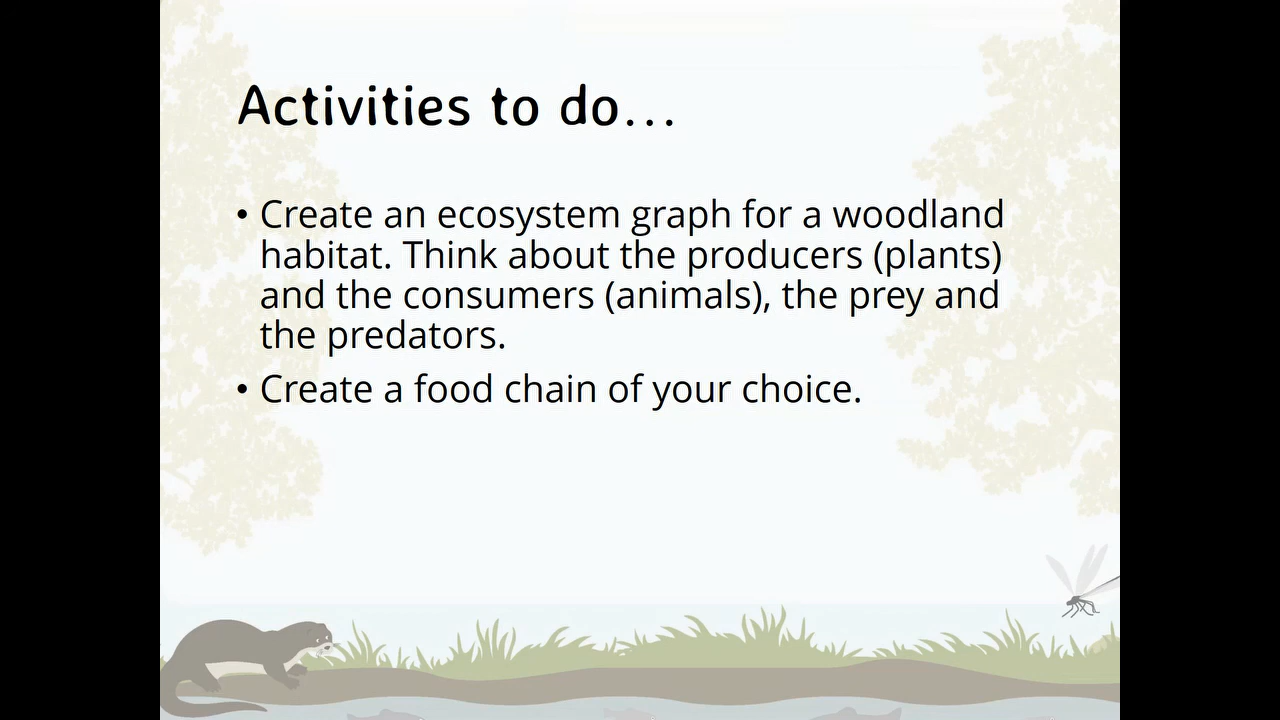 Activities to do...
• Create an ecosystem graph for a woodland
habitat. Think about the producers (plants)
and the consumers (animals), the prey and
the predators.
• Create a food chain of your choice.